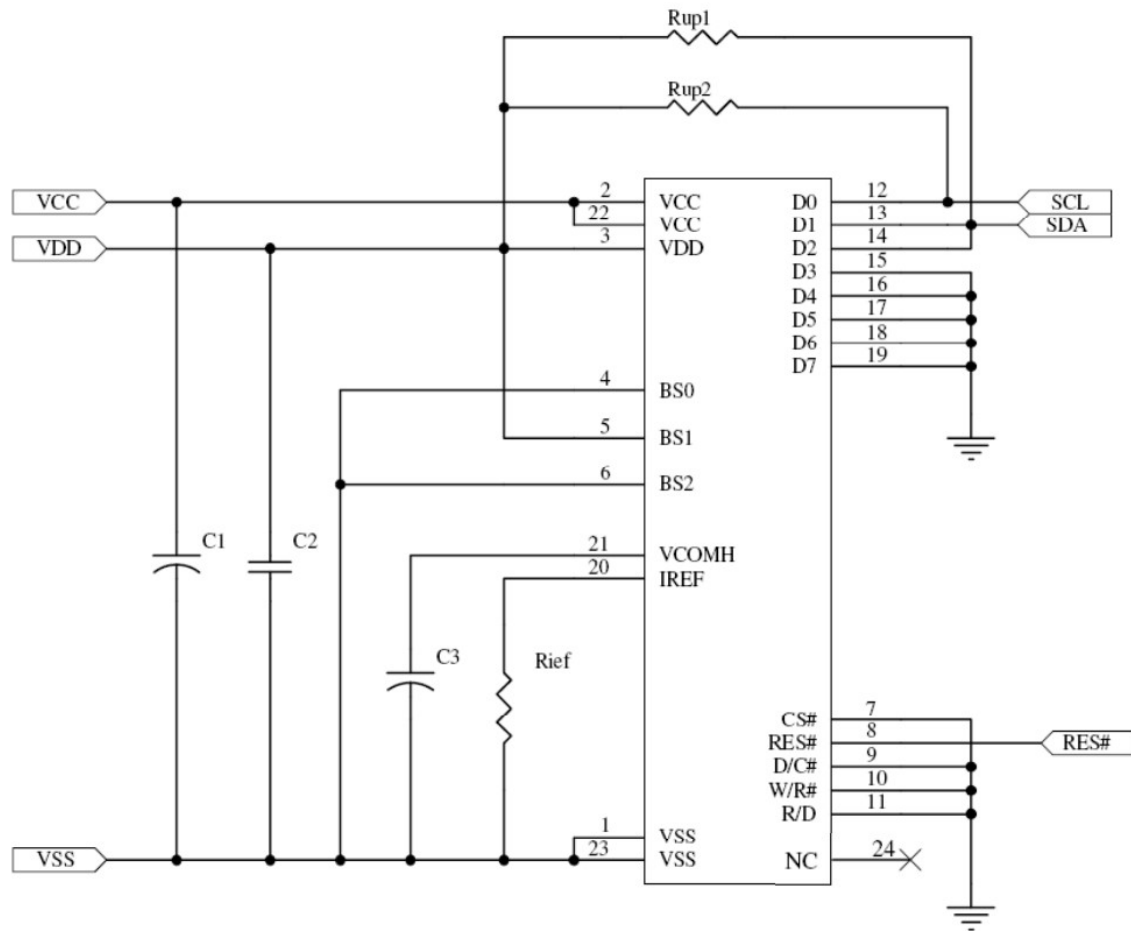 Rup1
Rup2
VCC
2
VCC
D0
12
SCL
22
VCC
D1
13
SDA
VDD
3
VDD
D2
14
D3
15
D4
16
D5
17
D6
18
D7
19
4
BS0
5
BS1
6
BS2
C1
C2
21
VCOMH
20
IREF
C3
Rief
CS#
7
RES#
8
RES#
D/C#
9
W/R#
10
R/D
11
1
VSS
VSS
23
VSS
NC
24